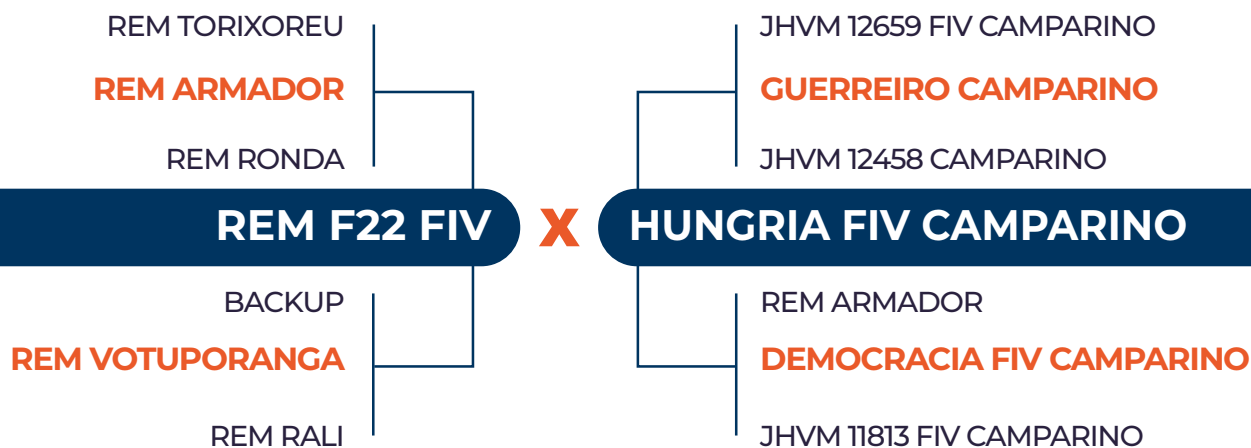 REM TORIXOREU
REM ARMADOR
REM RONDA
REM F22 FIV
BACKUP
REM VOTUPORANGA
REM RALI
X
JHVM 12659 FIV CAMPARINO
GUERREIRO CAMPARINO
JHVM 12458 CAMPARINO
HUNGRIA FIV CAMPARINO
REM ARMADOR
DEMOCRACIA FIV CAMPARINO
JHVM 11813 FIV CAMPARINO